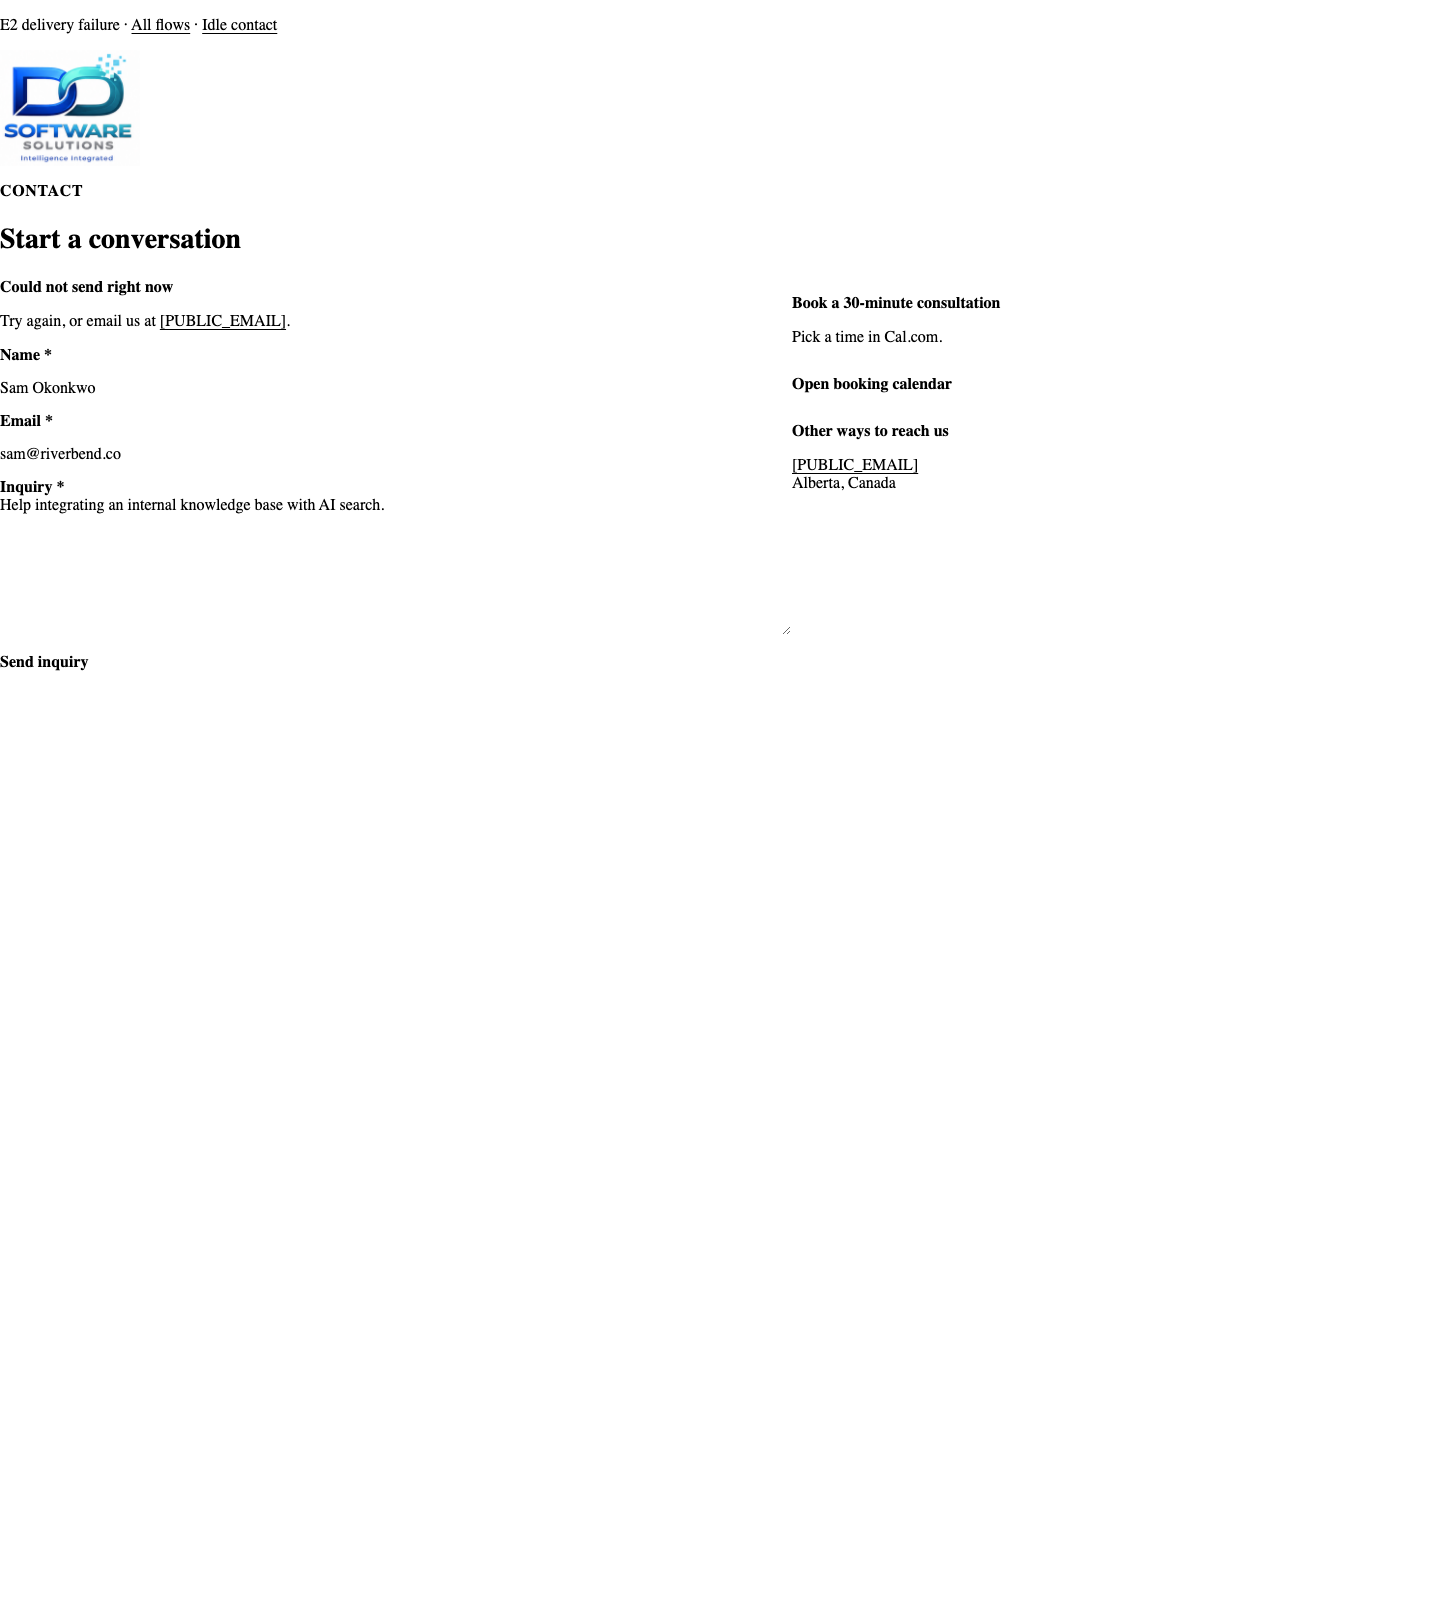 E2 delivery failure · All flows · Idle contact
DO
SOFTWARE
SOLUTIONS
Intelligence Integrated
CONTACT
Start a conversation
Could not send right now
Try again, or email us at [PUBLIC_EMAIL].
Name *
Sam Okonkwo
Email *
sam@riverbend.co
Inquiry *
Help integrating an internal knowledge base with AI search.
Send inquiry
Book a 30-minute consultation
Pick a time in Cal.com.
Open booking calendar
Other ways to reach us
[PUBLIC_EMAIL]
Alberta, Canada